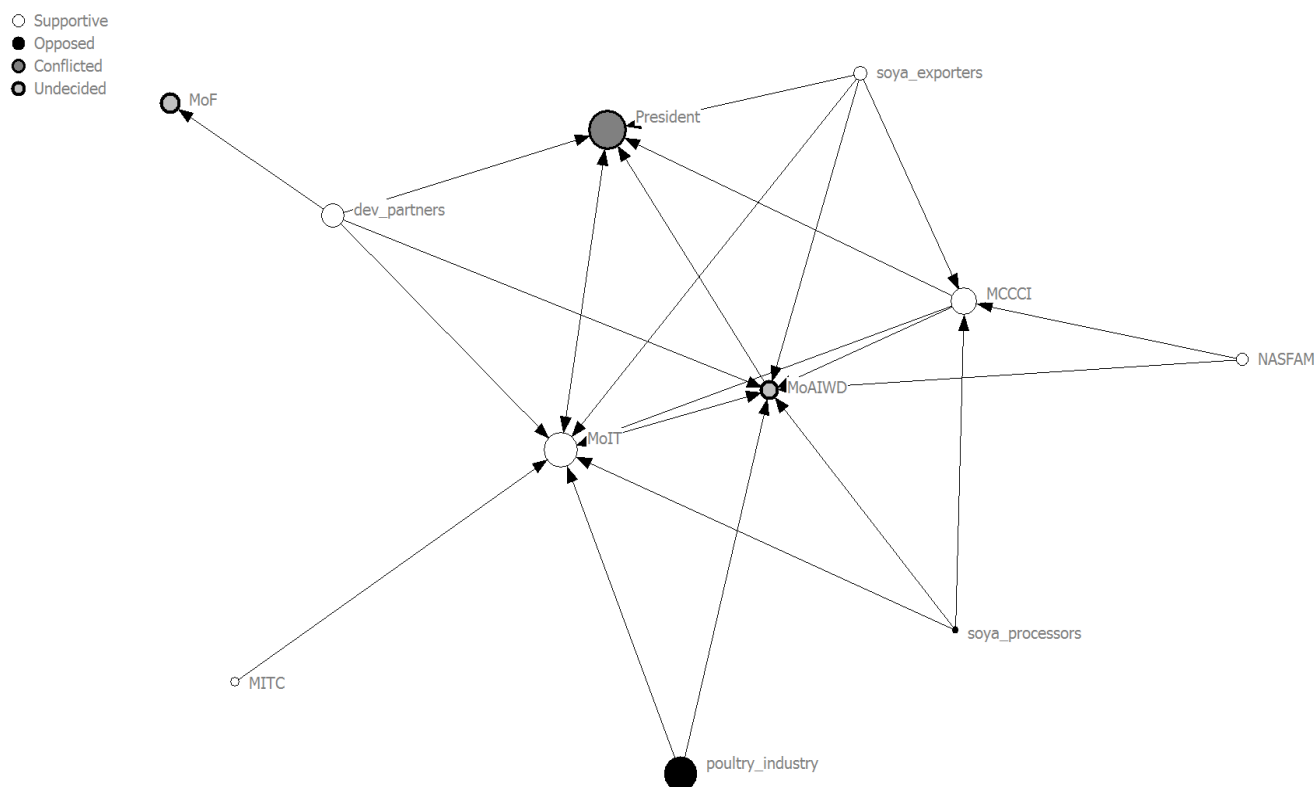 Supportive
Opposed
Conflicted
Undecided
soya_exporters
MoF
President
dev_partners
MCCCI
NASFAM
MoAIWD
MoIT
soya_processors
MITC
poultry_industry